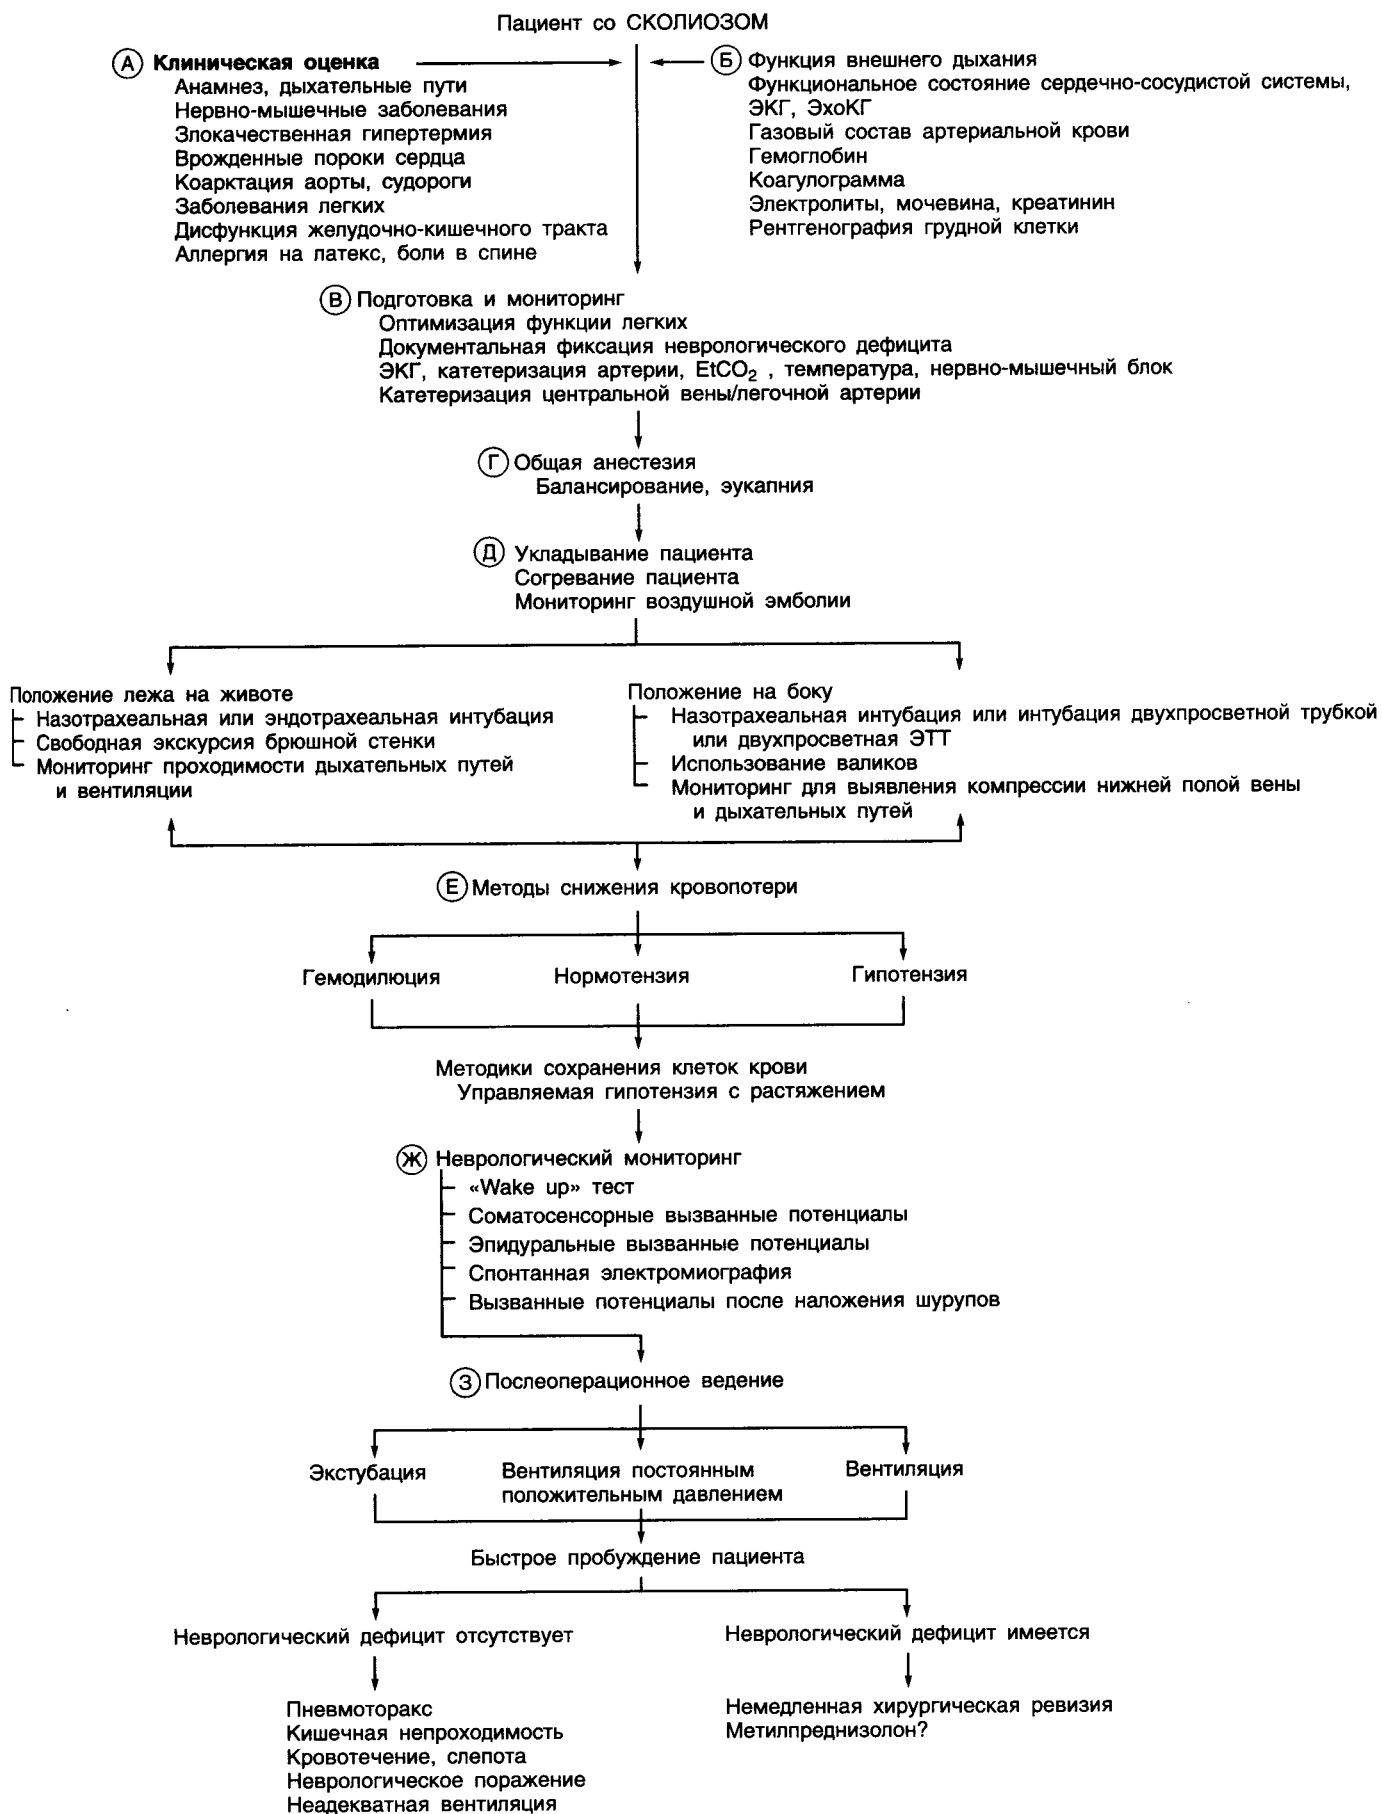 Пациент со СКОЛИОЗОМ
А Клиническая оценка
Анамнез, дыхательные пути
Нервно-мышечные заболевания
Злокачественная гипертермия
Врожденные пороки сердца
Коарктация аорты, судороги
Заболевания легких
Дисфункция желудочно-кишечного тракта
Аллергия на латекс, боли в спине
Б Функция внешнего дыхания
Функциональное состояние сердечно-сосудистой системы,
ЭКГ, ЭхоКГ
Газовый состав артериальной крови
Гемоглобин
Коагулограмма
Электролиты, мочевина, креатинин
Рентгенография грудной клетки
В Подготовка и мониторинг
Оптимизация функции легких
Документальная фиксация неврологического дефицита
ЭКГ, катетеризация артерии, EtCO₂ , температура, нервно-мышечный блок
Катетеризация центральной вены/легочной артерии
Г Общая анестезия
Балансирование, эукапния
Д Укладывание пациента
Согревание пациента
Мониторинг воздушной эмболии
Положение лежа на животе
Назотрахеальная или эндотрахеальная интубация
Свободная экскурсия брюшной стенки
Мониторинг проходимости дыхательных путей
и вентиляции
Положение на боку
Назотрахеальная интубация или интубация двухпросветной трубкой
или двухпросветная ЭТТ
Использование валиков
Мониторинг для выявления компрессии нижней полой вены
и дыхательных путей
Е Методы снижения кровопотери
Гемодилюция
Нормотензия
Гипотензия
Методики сохранения клеток крови
Управляемая гипотензия с растяжением
Ж Неврологический мониторинг
«Wake up» тест
Соматосенсорные вызванные потенциалы
Эпидуральные вызванные потенциалы
Спонтанная электромиография
Вызванные потенциалы после наложения шурупов
З Послеоперационное ведение
Экстубация
Вентиляция постоянным
положительным давлением
Вентиляция
Быстрое пробуждение пациента
Неврологический дефицит отсутствует
Неврологический дефицит имеется
Пневмоторакс
Кишечная непроходимость
Кровотечение, слепота
Неврологическое поражение
Неадекватная вентиляция
Немедленная хирургическая ревизия
Метилпреднизолон?